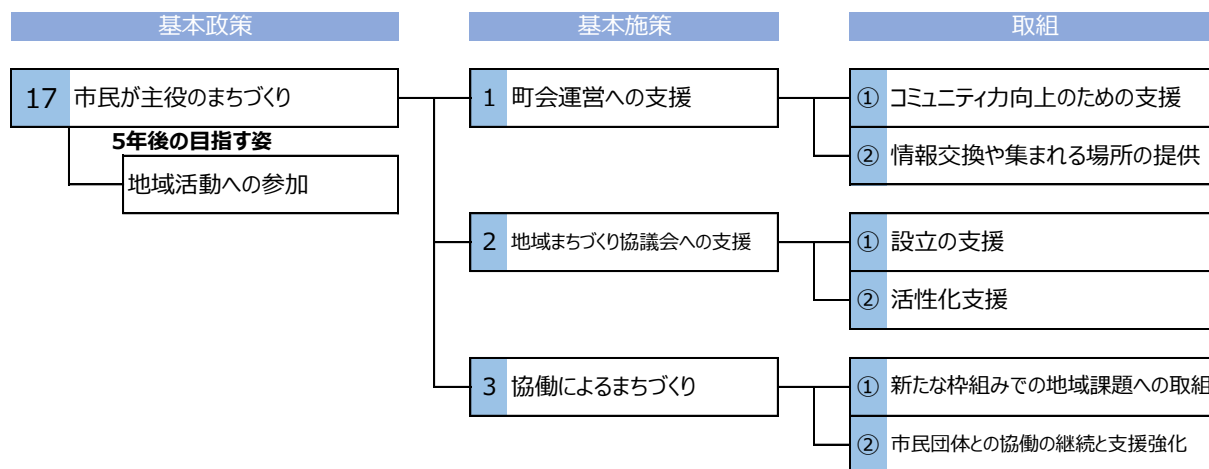 基本政策
基本施策
取組
17 市民が主役のまちづくり
5年後の目指す姿
地域活動への参加
1 町会運営への支援
① コミュニティ力向上のための支援
② 情報交換や集まれる場所の提供
2 地域まちづくり協議会への支援
① 設立の支援
② 活性化支援
3 協働によるまちづくり
① 新たな枠組みでの地域課題への取組
② 市民団体との協働の継続と支援強化